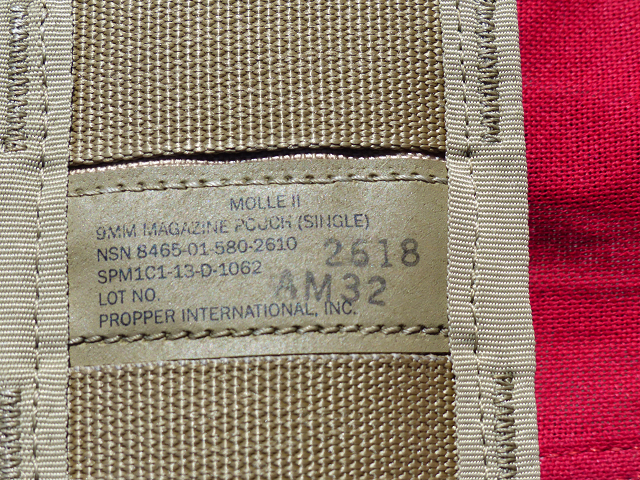 MOLLE II
9MM MAGAZINE POUCH (SINGLE)
NSN 8465-01-580-2610
SPM1C1-13-D-1062 2618
LOT NO. AM32
PROPPER INTERNATIONAL, INC.